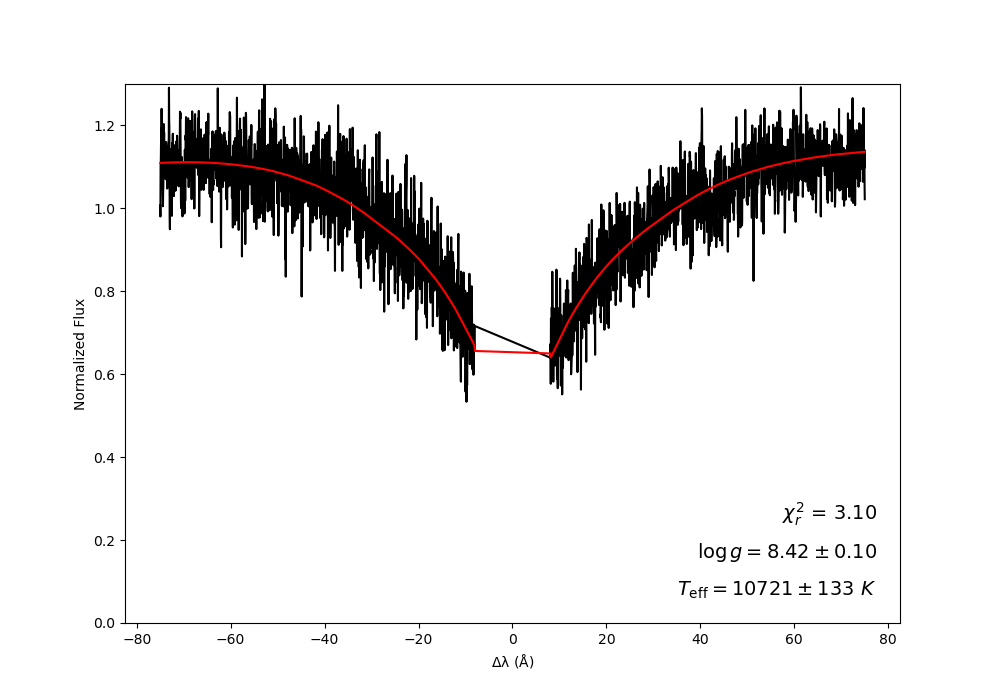 1.2
1.0
0.8
0.6
0.4
0.2
0.0
Normalized Flux
χ²ᵣ = 3.10
log g = 8.42 ± 0.10
T_eff = 10721 ± 133 K
−80 −60 −40 −20 0 20 40 60 80
Δλ (Å)